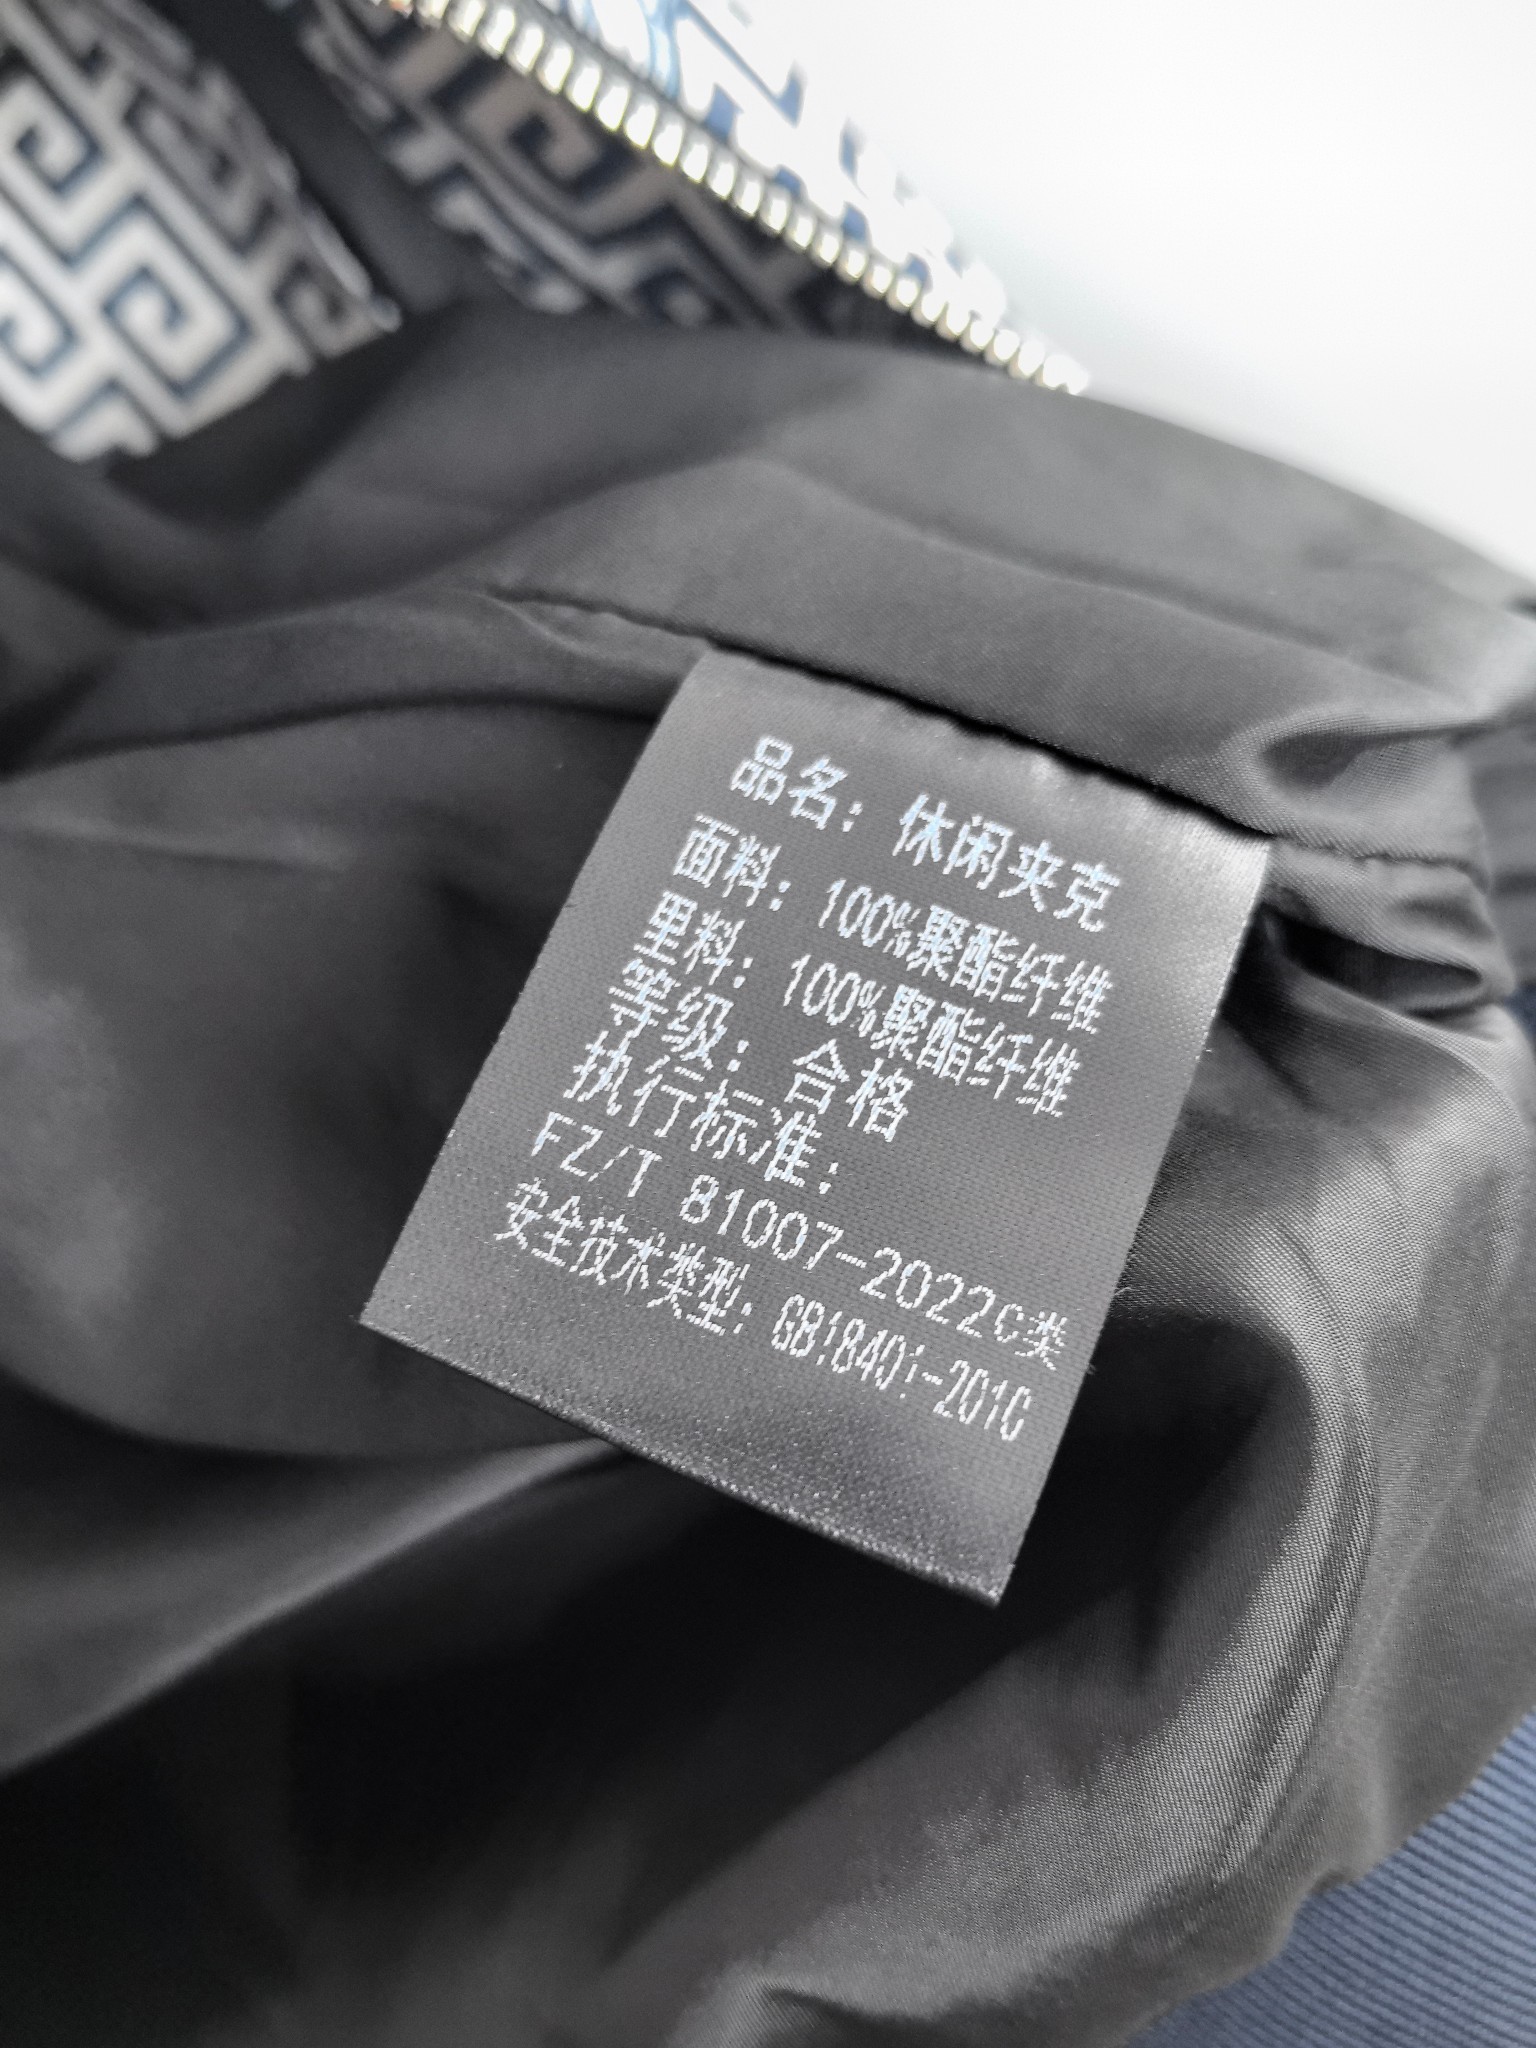 品名：休闲夹克
面料：100%聚酯纤维
里料：100%聚酯纤维
等级：合格
执行标准：
FZ/T 81007-2022C类
安全技术类型：GB18401-2010